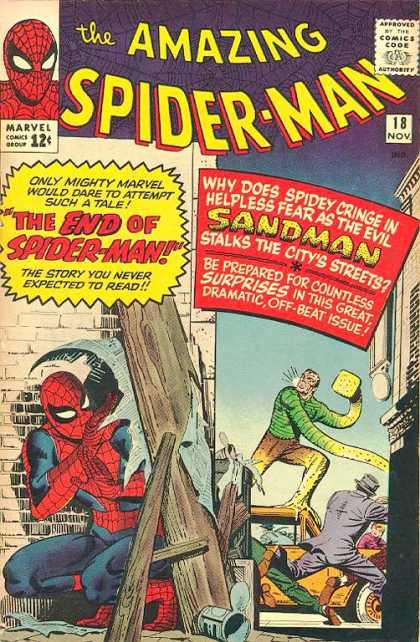 the AMAZING
SPIDER-MAN
APPROVED
BY THE
COMICS
CODE
AUTHORITY
MARVEL
COMICS
GROUP 12¢
18
NOV.
IND.
ONLY MIGHTY MARVEL
WOULD DARE TO ATTEMPT
SUCH A TALE!
"THE END OF
SPIDER-MAN!"
THE STORY YOU NEVER
EXPECTED TO READ!!
WHY DOES SPIDEY CRINGE IN
HELPLESS FEAR AS THE EVIL
SANDMAN
STALKS THE CITY'S STREETS?
*
BE PREPARED FOR COUNTLESS
SURPRISES IN THIS GREAT,
DRAMATIC, OFF-BEAT ISSUE!